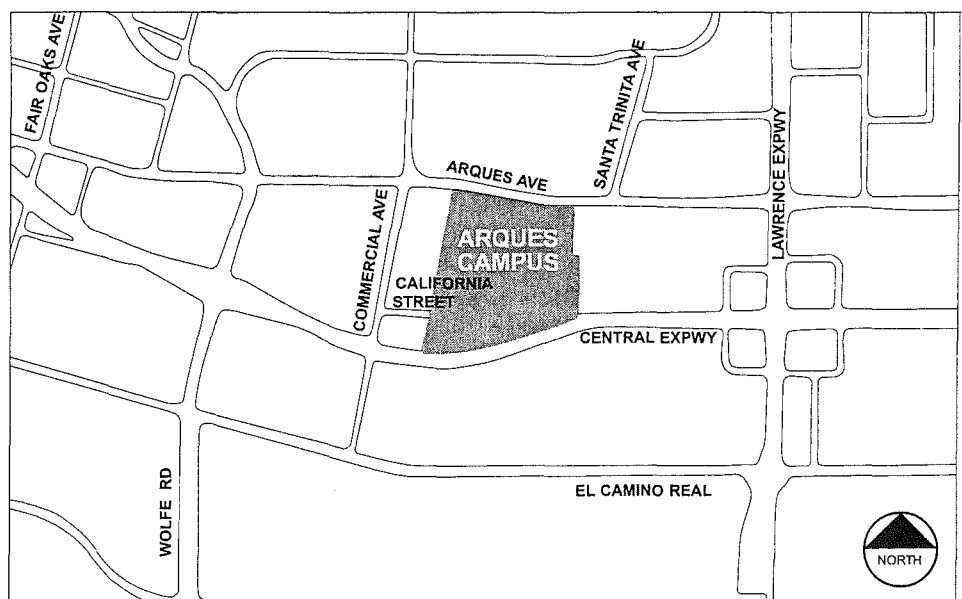 FAIR OAKS AVE
SANTA TRINITA AVE
LAWRENCE EXPWY
ARQUES AVE
COMMERCIAL AVE
ARQUES
CAMPUS
CALIFORNIA
STREET
CENTRAL EXPWY
WOLFE RD
EL CAMINO REAL
NORTH